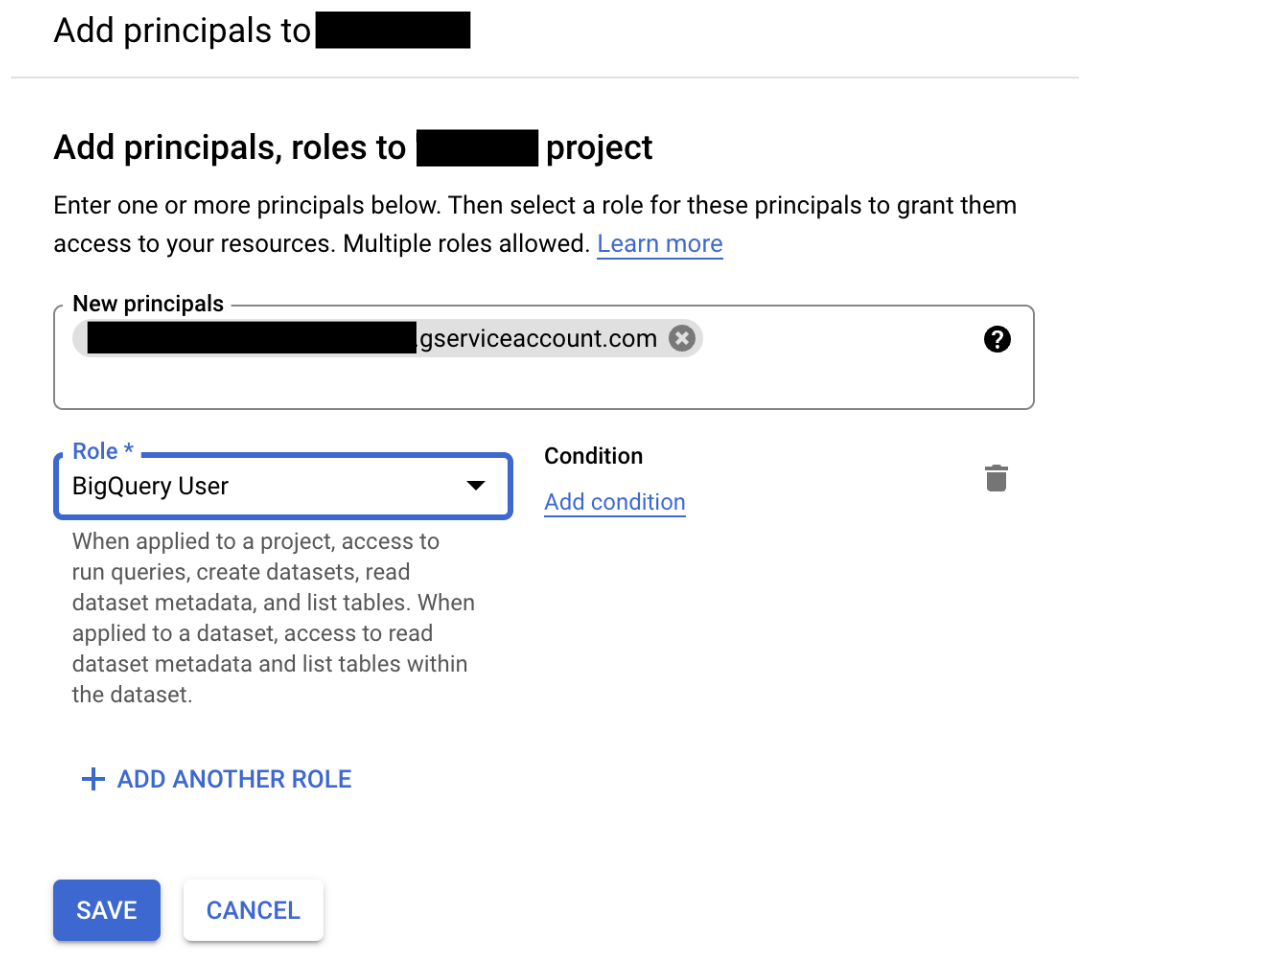 Add principals to
Add principals, roles to project
Enter one or more principals below. Then select a role for these principals to grant them
access to your resources. Multiple roles allowed. Learn more
New principals
.gserviceaccount.com
Role *
BigQuery User
Condition
Add condition
When applied to a project, access to
run queries, create datasets, read
dataset metadata, and list tables. When
applied to a dataset, access to read
dataset metadata and list tables within
the dataset.
+ ADD ANOTHER ROLE
SAVE CANCEL